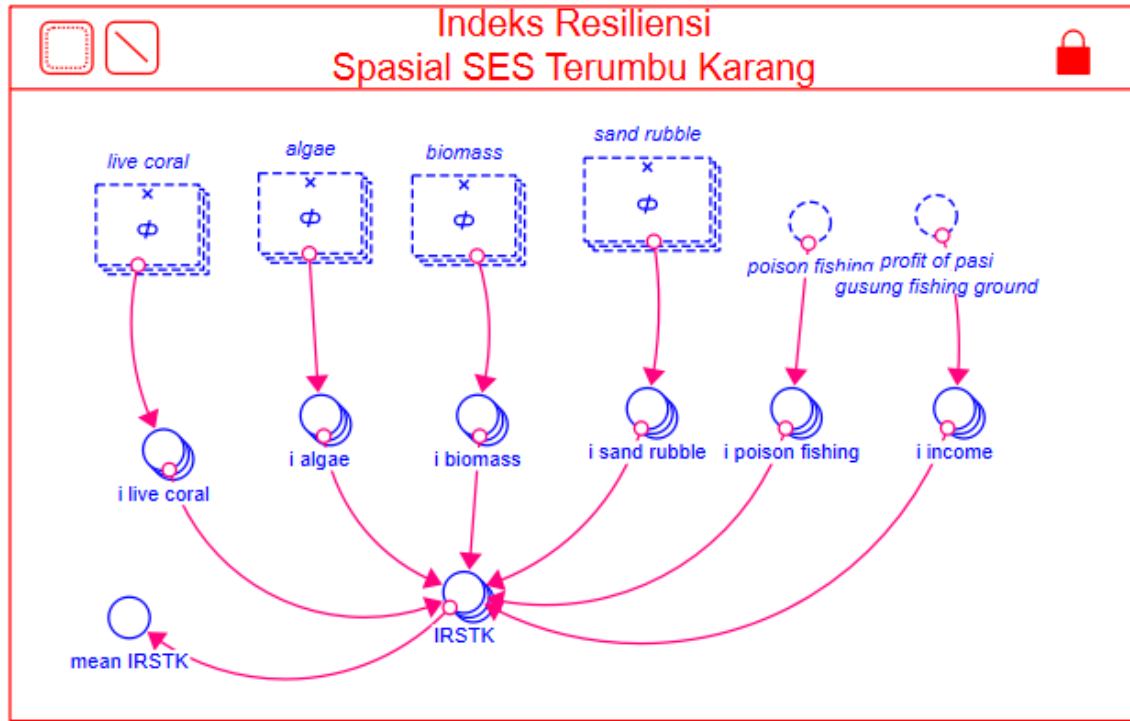 Indeks Resiliensi
Spasial SES Terumbu Karang
live coral
algae
biomass
sand rubble
poison fishing
profit of pasi
gusung fishing ground
i live coral
i algae
i biomass
i sand rubble
i poison fishing
i income
IRSTK
mean IRSTK